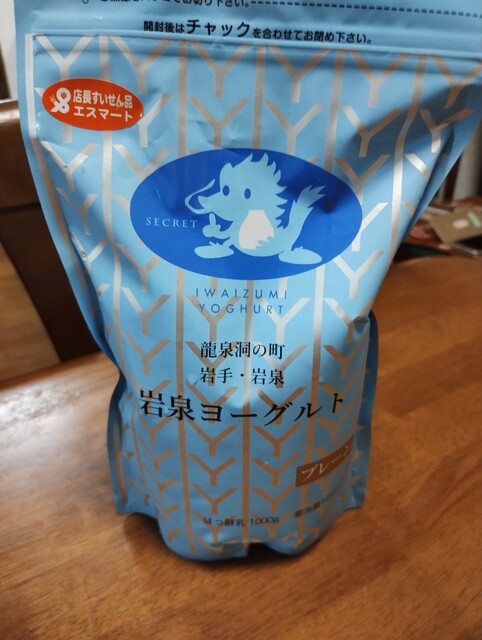 開封後はチャックを合わせてお閉め下さい。
店長すいせん品
エスマート
SECRET
IWAIZUMI
YOGHURT
龍泉洞の町
岩手・岩泉
岩泉ヨーグルト
プレーン
はっ酵乳 1000g